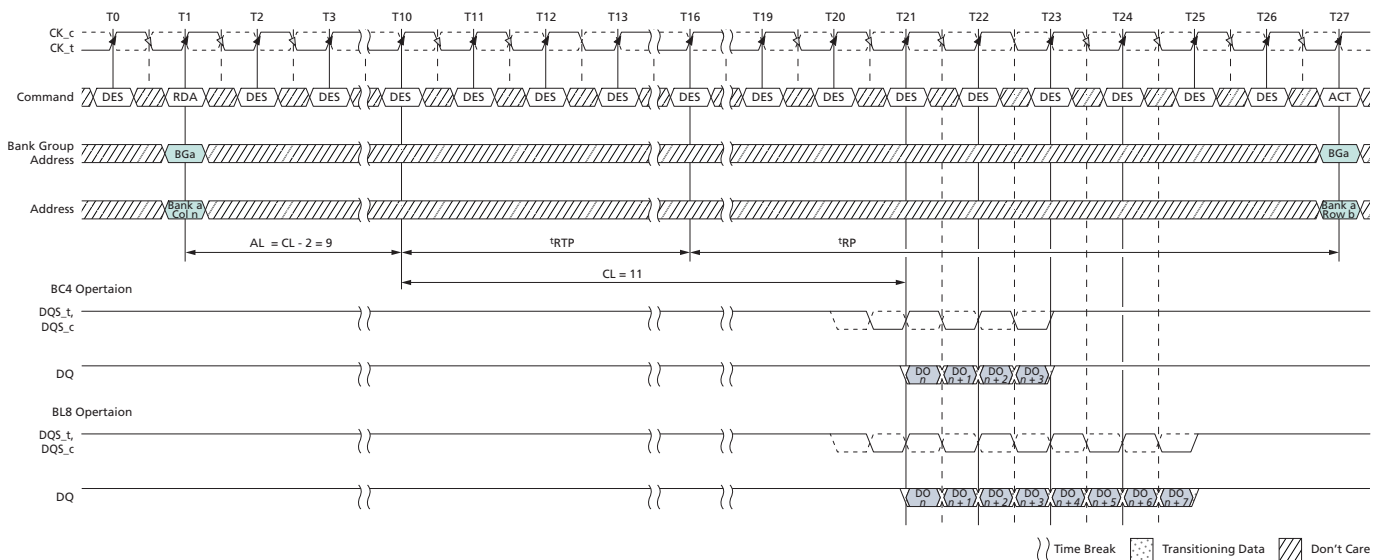 T0 T1 T2 T3 T10 T11 T12 T13 T16 T19 T20 T21 T22 T23 T24 T25 T26 T27
CK_c
CK_t
Command DES RDA DES DES DES DES DES DES DES DES DES DES DES DES DES DES DES ACT
Bank Group
Address BGa BGa
Address Bank a
Col n Bank a
Row b
AL = CL - 2 = 9 tRTP tRP
CL = 11
BC4 Opertaion
DQS_t,
DQS_c
DQ DO
n DO
n + 1 DO
n + 2 DO
n + 3
BL8 Opertaion
DQS_t,
DQS_c
DQ DO
n DO
n + 1 DO
n + 2 DO
n + 3 DO
n + 4 DO
n + 5 DO
n + 6 DO
n + 7
Time Break Transitioning Data Don't Care